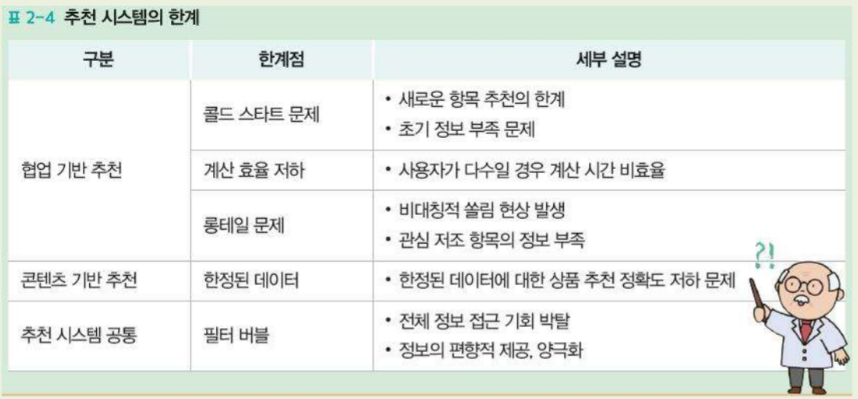 표 2-4 추천 시스템의 한계
구분 한계점 세부 설명
협업 기반 추천
콜드 스타트 문제
• 새로운 항목 추천의 한계
• 초기 정보 부족 문제
계산 효율 저하
• 사용자가 다수일 경우 계산 시간 비효율
롱테일 문제
• 비대칭적 쏠림 현상 발생
• 관심 저조 항목의 정보 부족
콘텐츠 기반 추천
한정된 데이터
• 한정된 데이터에 대한 상품 추천 정확도 저하 문제
추천 시스템 공통
필터 버블
• 전체 정보 접근 기회 박탈
• 정보의 편향적 제공, 양극화
?!